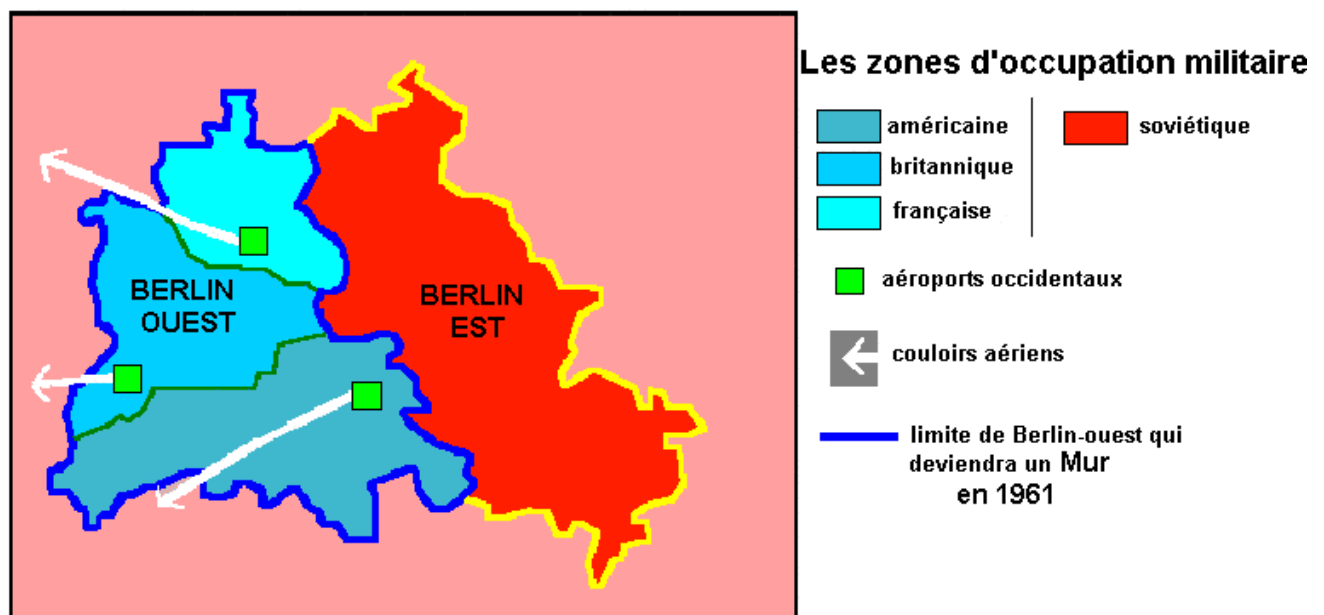 Les zones d'occupation militaire
américaine
soviétique
britannique
française
aéroports occidentaux
couloirs aériens
limite de Berlin-ouest qui
deviendra un Mur
en 1961
BERLIN
OUEST
BERLIN
EST